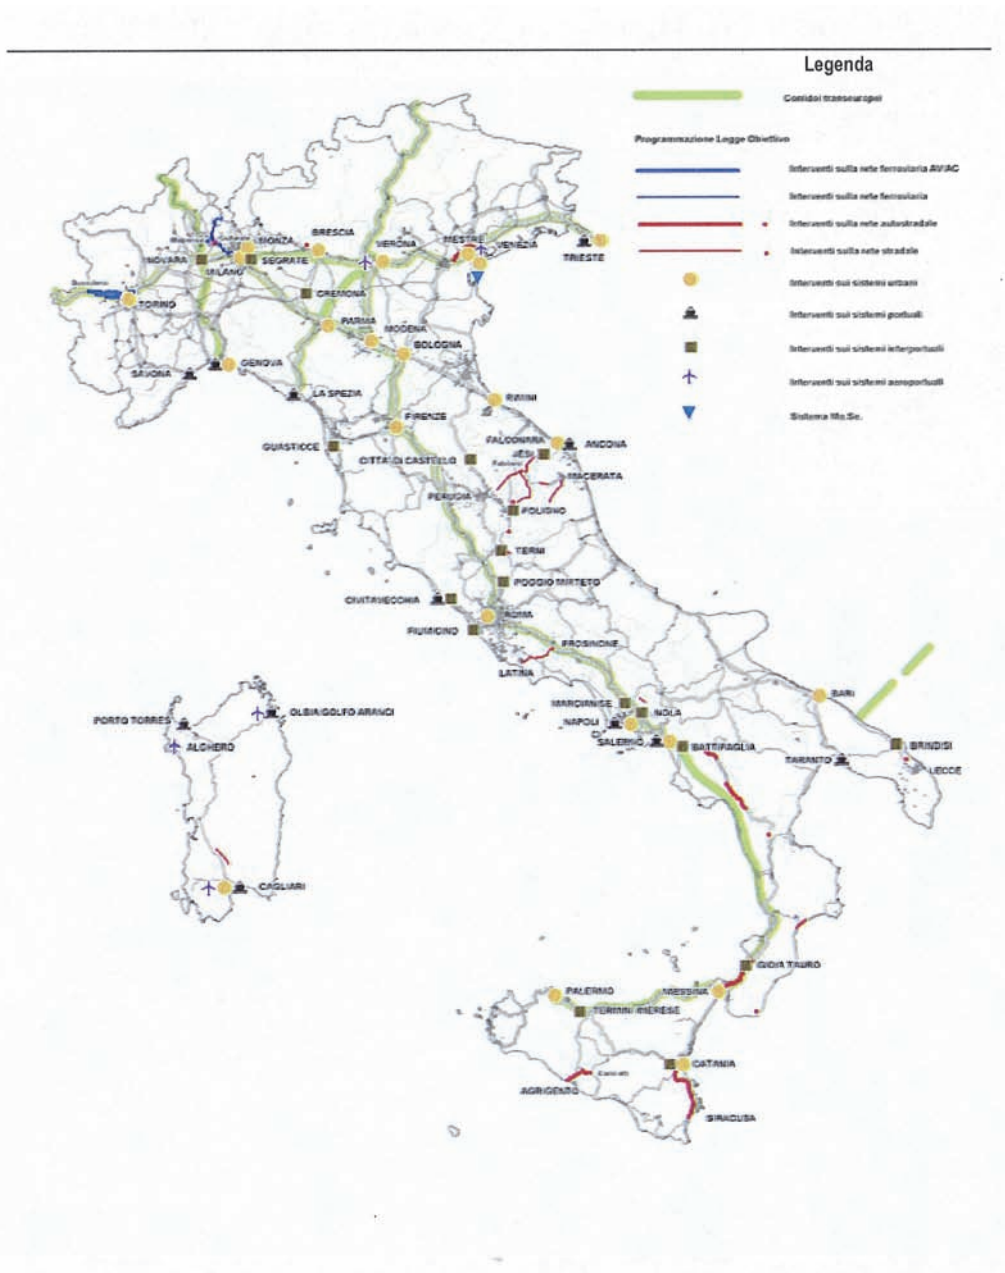 Legenda
Corridoi transeuropei
Programmazione Legge Obiettivo
Interventi sulla rete ferroviaria AV/AC
Interventi sulla rete ferroviaria
Interventi sulla rete autostradale
Interventi sulla rete stradale
Interventi sui sistemi urbani
Interventi sui sistemi portuali
Interventi sui sistemi interportuali
Interventi sui sistemi aeroportuali
Sistema Mo.Se.
BRESCIA
MONZA
VERONA
MESTRE
VENEZIA
TRIESTE
NOVARA
MILANO
SEGRATE
CREMONA
TORINO
PARMA
MODENA
BOLOGNA
SAVONA
GENOVA
LA SPEZIA
RIMINI
FIRENZE
GUASTICCE
FALCONARA
ANCONA
CITTA' DI CASTELLO
JESI
Fabriano
MACERATA
PERUGIA
FOLIGNO
TERNI
POGGIO MIRTETO
CIVITAVECCHIA
ROMA
FIUMICINO
FROSINONE
LATINA
MARCIANISE
NOLA
NAPOLI
SALERNO
BATTIPAGLIA
BARI
BRINDISI
TARANTO
LECCE
PORTO TORRES
OLBIA/GOLFO ARANCI
ALGHERO
CAGLIARI
GIOIA TAURO
PALERMO
MESSINA
TERMINI IMERESE
CATANIA
AGRIGENTO
SIRACUSA